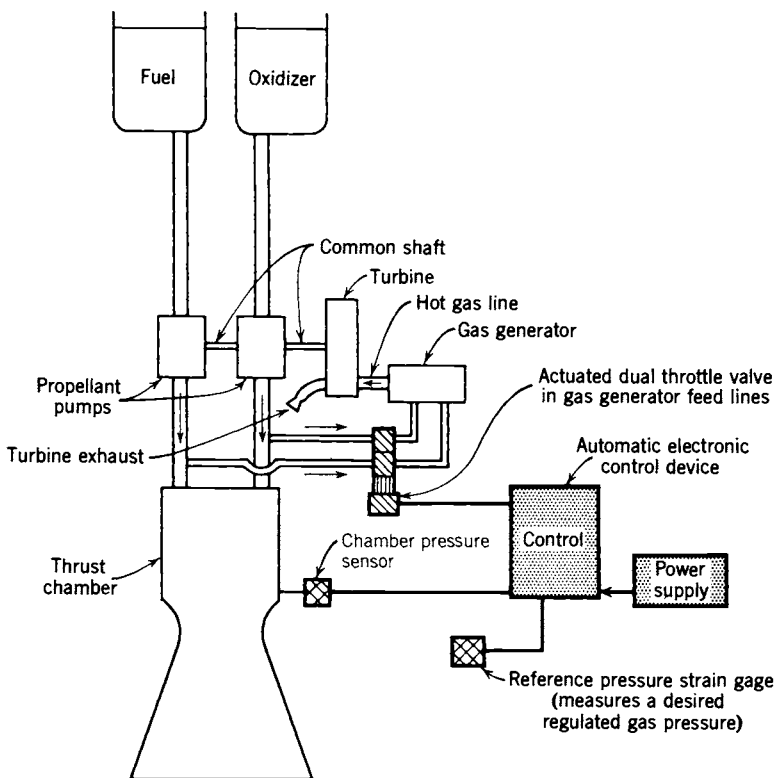 Fuel
Oxidizer
Common shaft
Turbine
Hot gas line
Gas generator
Propellant
pumps
Actuated dual throttle valve
in gas generator feed lines
Turbine exhaust
Automatic electronic
control device
Thrust
chamber
Chamber pressure
sensor
Control
Power
supply
Reference pressure strain gage
(measures a desired
regulated gas pressure)